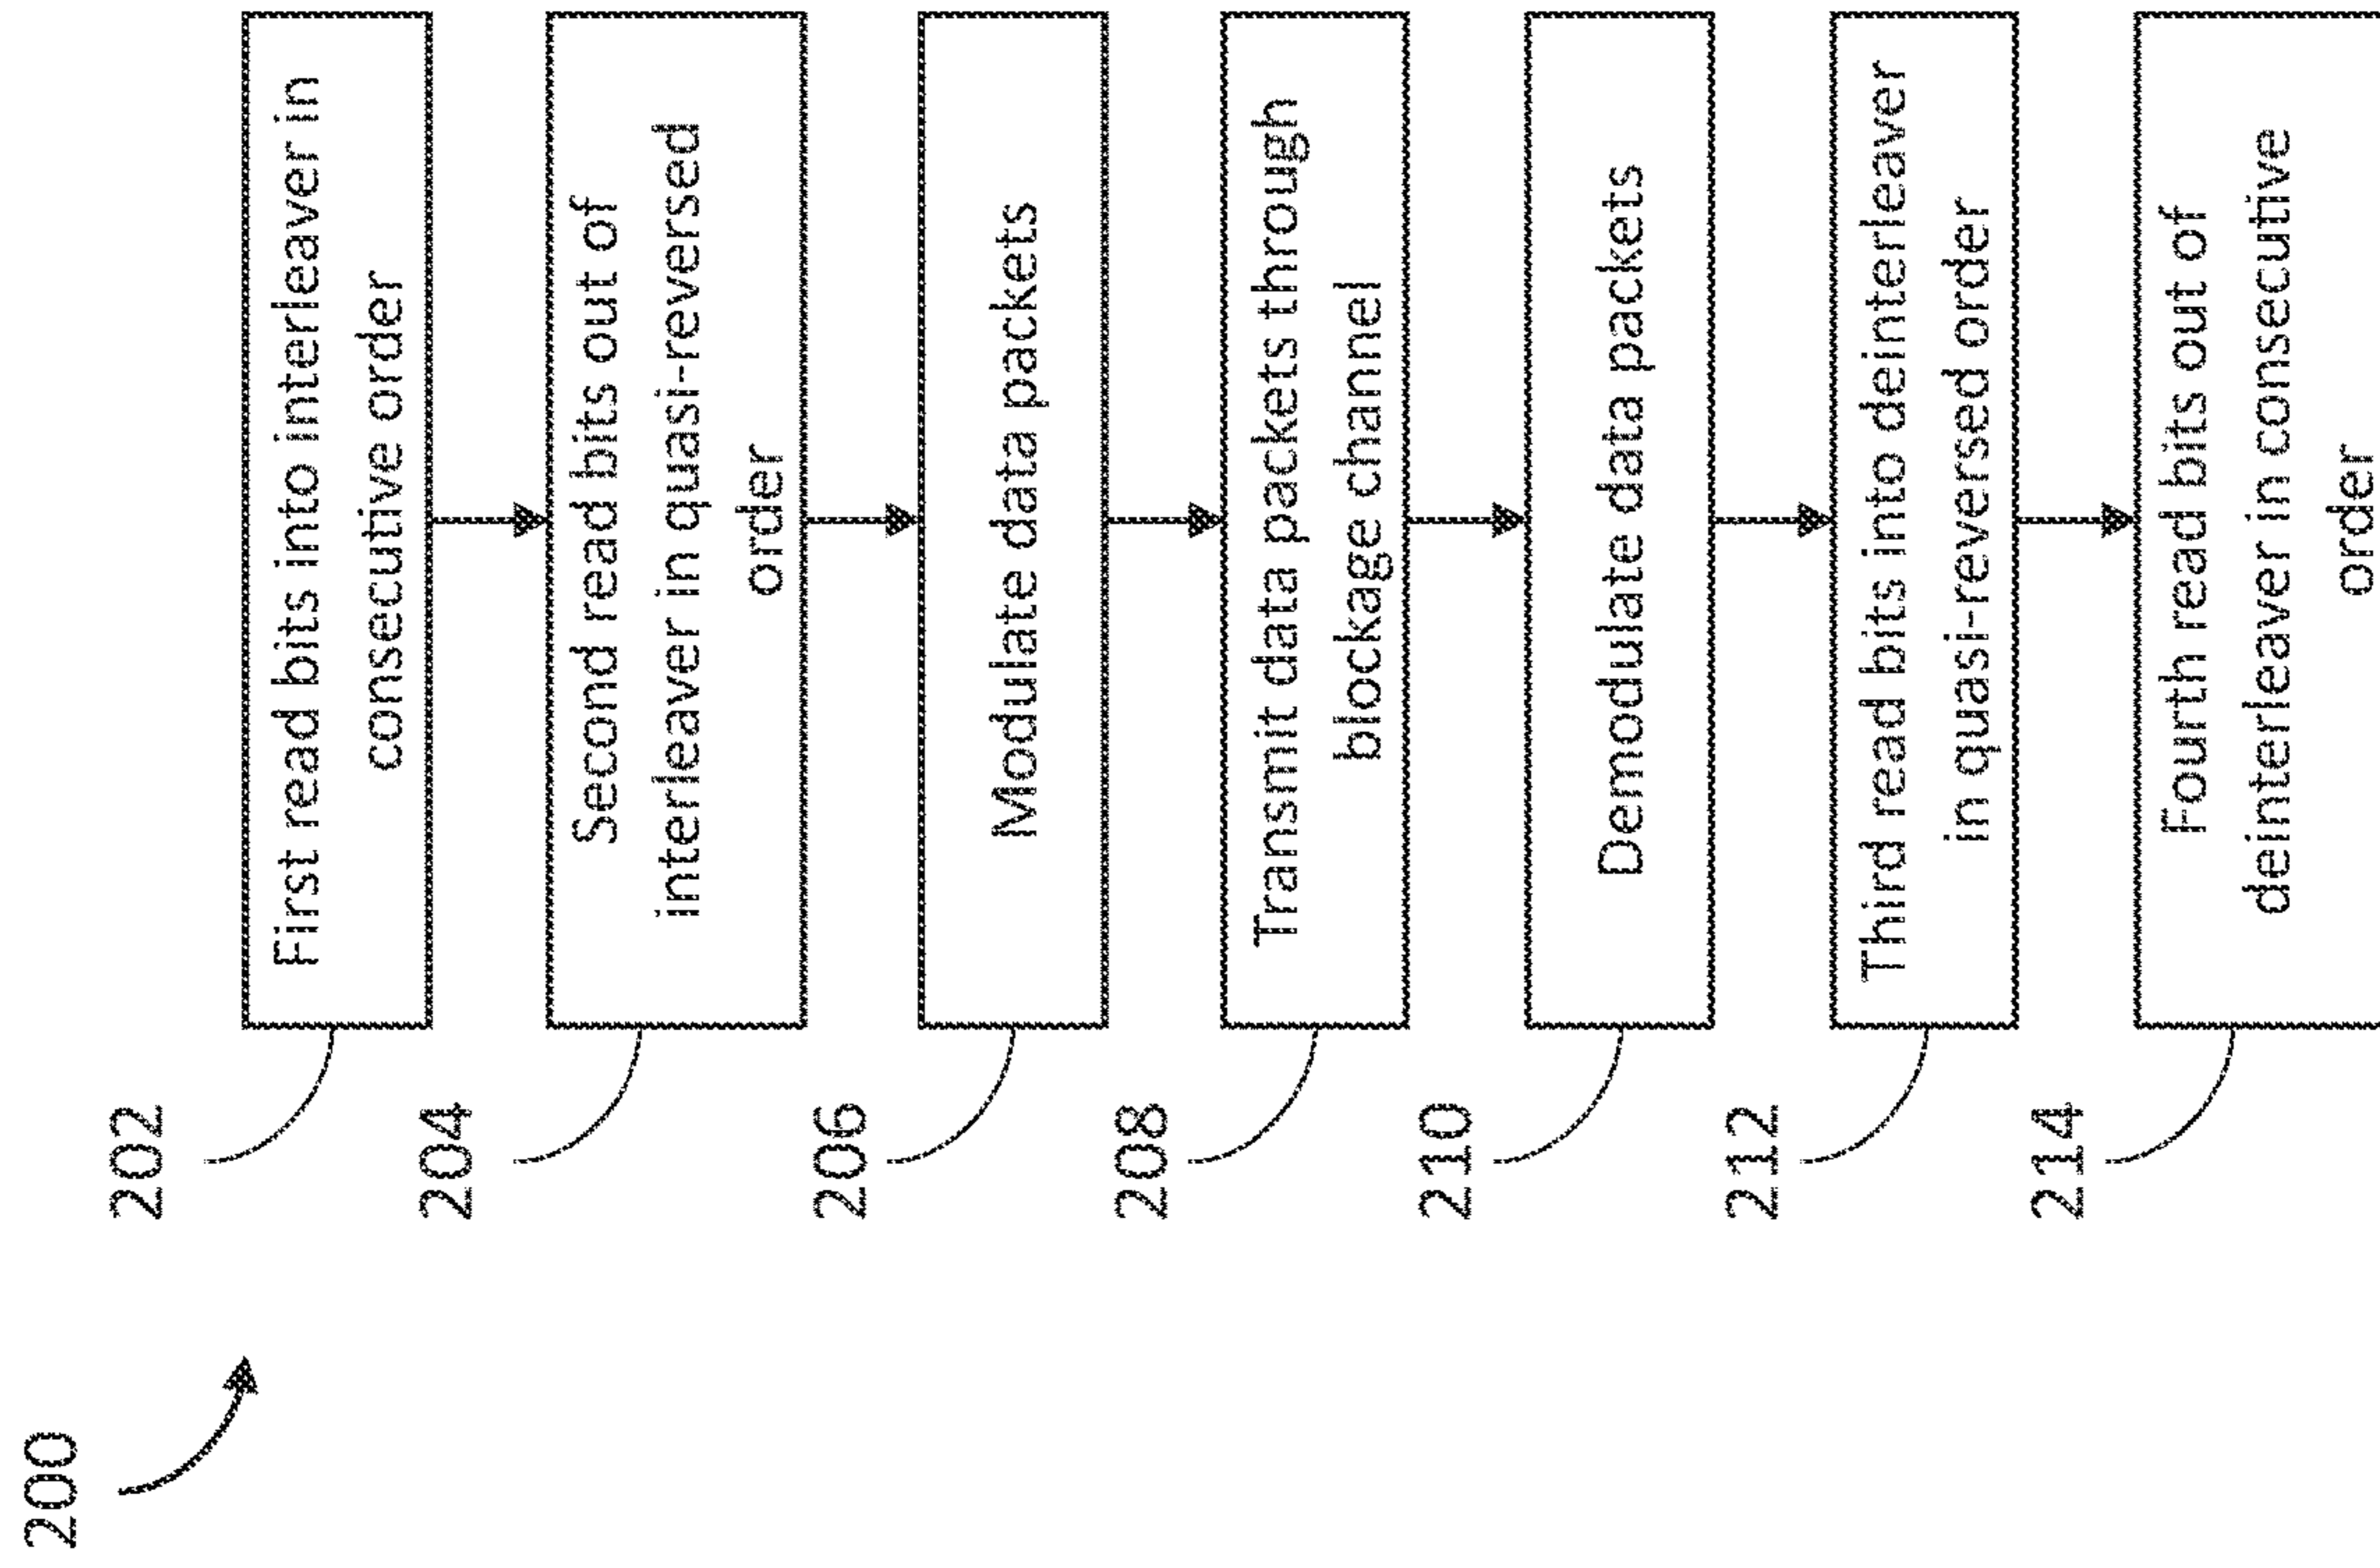 200
202
First read bits into interleaver in
consecutive order
204
Second read bits out of
interleaver in quasi-reversed
order
206
Modulate data packets
208
Transmit data packets through
blockage channel
210
Demodulate data packets
212
Third read bits into deinterleaver
in quasi-reversed order
214
Fourth read bits out of
deinterleaver in consecutive
order